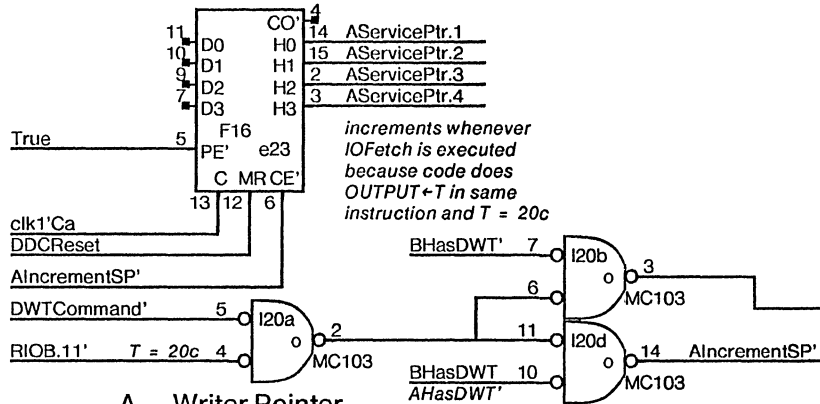 CO' 4
11 D0 H0 14 AServicePtr.1
10 D1 H1 15 AServicePtr.2
9 D2 H2 2 AServicePtr.3
7 D3 H3 3 AServicePtr.4
F16
True 5 PE' e23
C MR CE'
13 12 6
increments whenever
IOFetch is executed
because code does
OUTPUT←T in same
instruction and T = 20c
clk1'Ca
DDCReset
AIncrementSP'
DWTCommand' 5 I20a
o 2
RIOB.11' T = 20c 4 MC103
BHasDWT' 7 I20b
o 3
6 MC103
11 I20d
o 14 AIncrementSP'
BHasDWT 10 MC103
AHasDWT'
A Writer Pointer